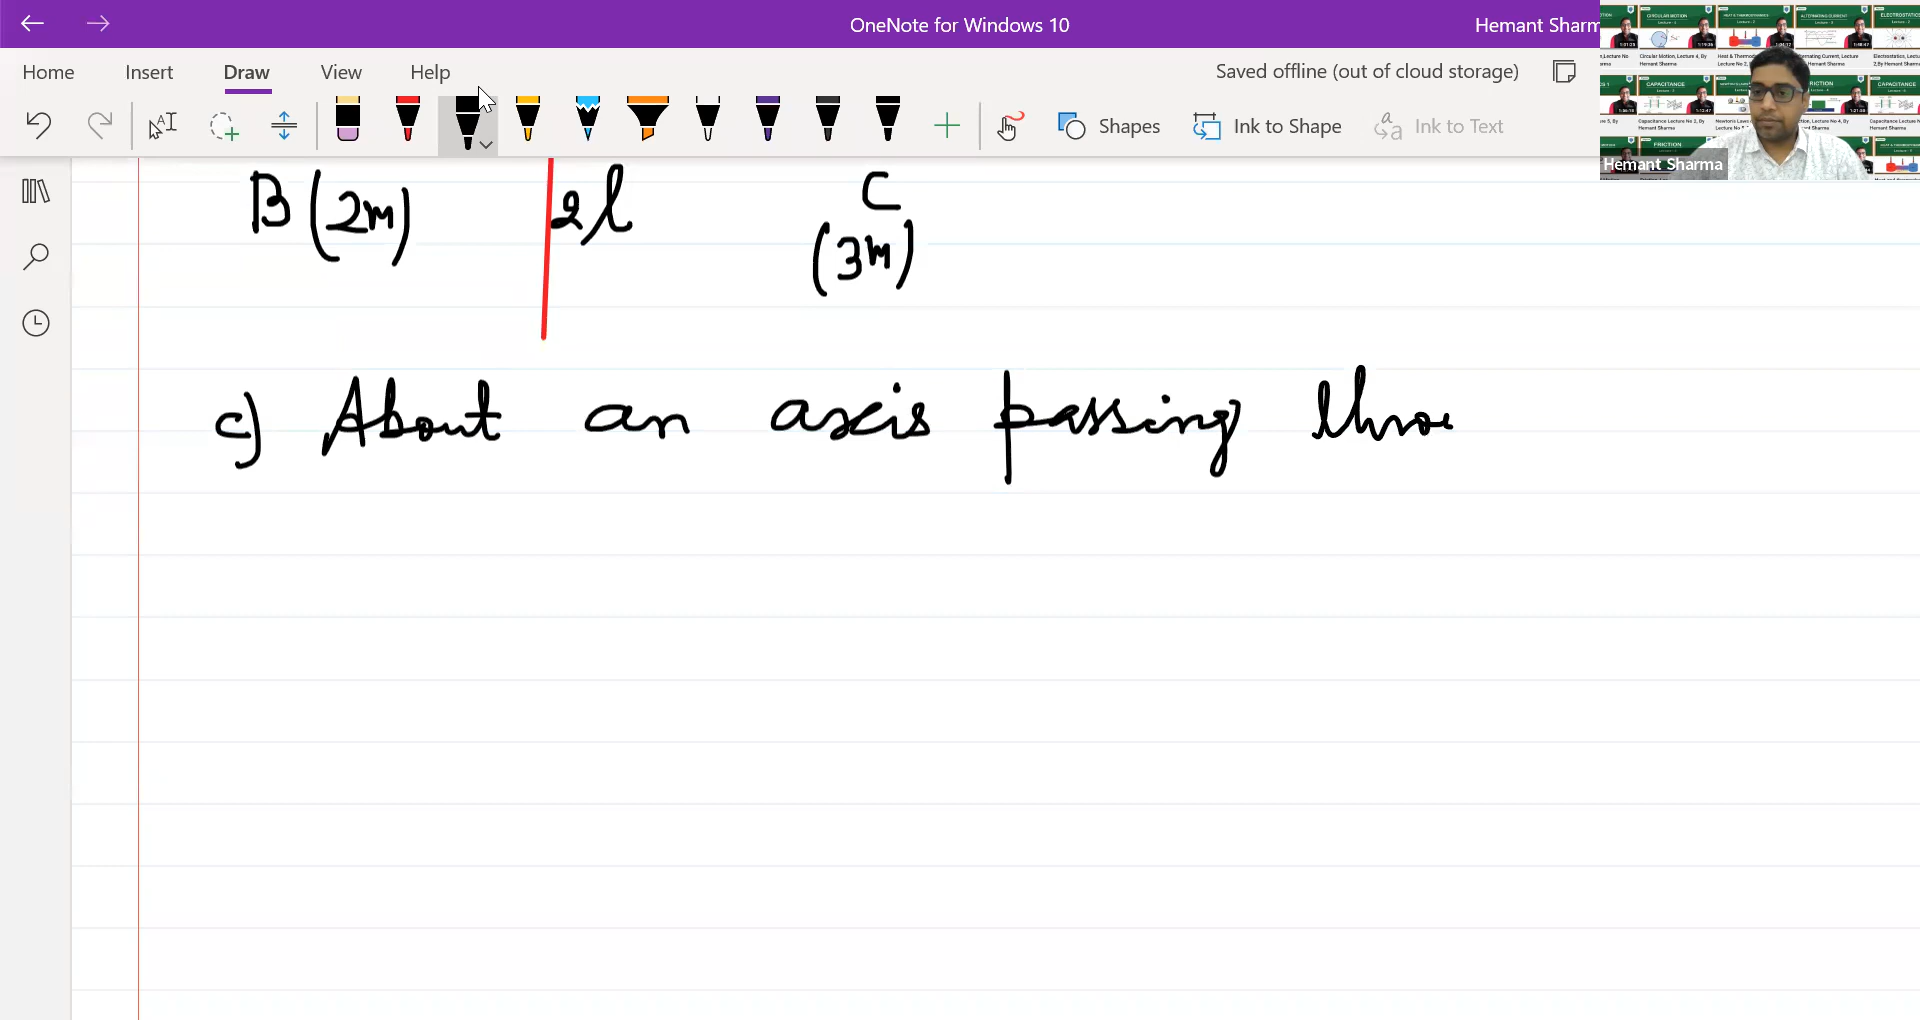 OneNote for Windows 10
Hemant Sharm
Home Insert Draw View Help
Saved offline (out of cloud storage)
Shapes
Ink to Shape
Ink to Text
Hemant Sharma
B (2m) 2l C
(3m)
c) About an axis passing thro